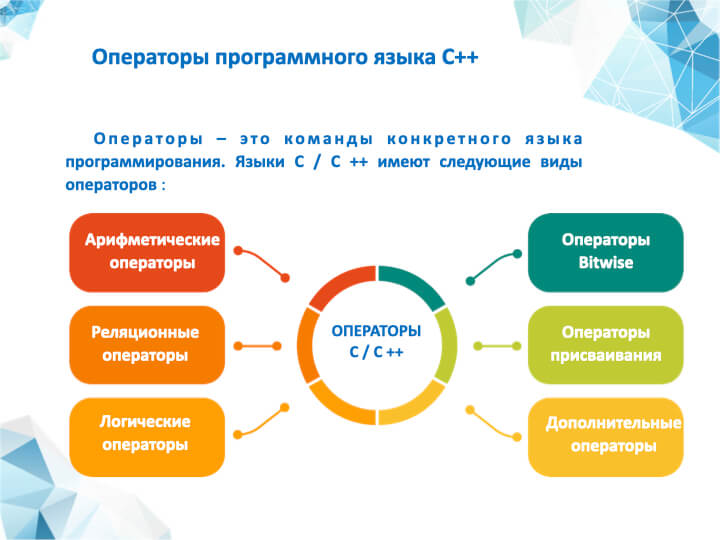 Операторы программного языка C++
Операторы – это команды конкретного языка
программирования. Языки C / C ++ имеют следующие виды
операторов :
Арифметические
операторы
Реляционные
операторы
Логические
операторы
ОПЕРАТОРЫ
C / C ++
Операторы
Bitwise
Операторы
присваивания
Дополнительные
операторы